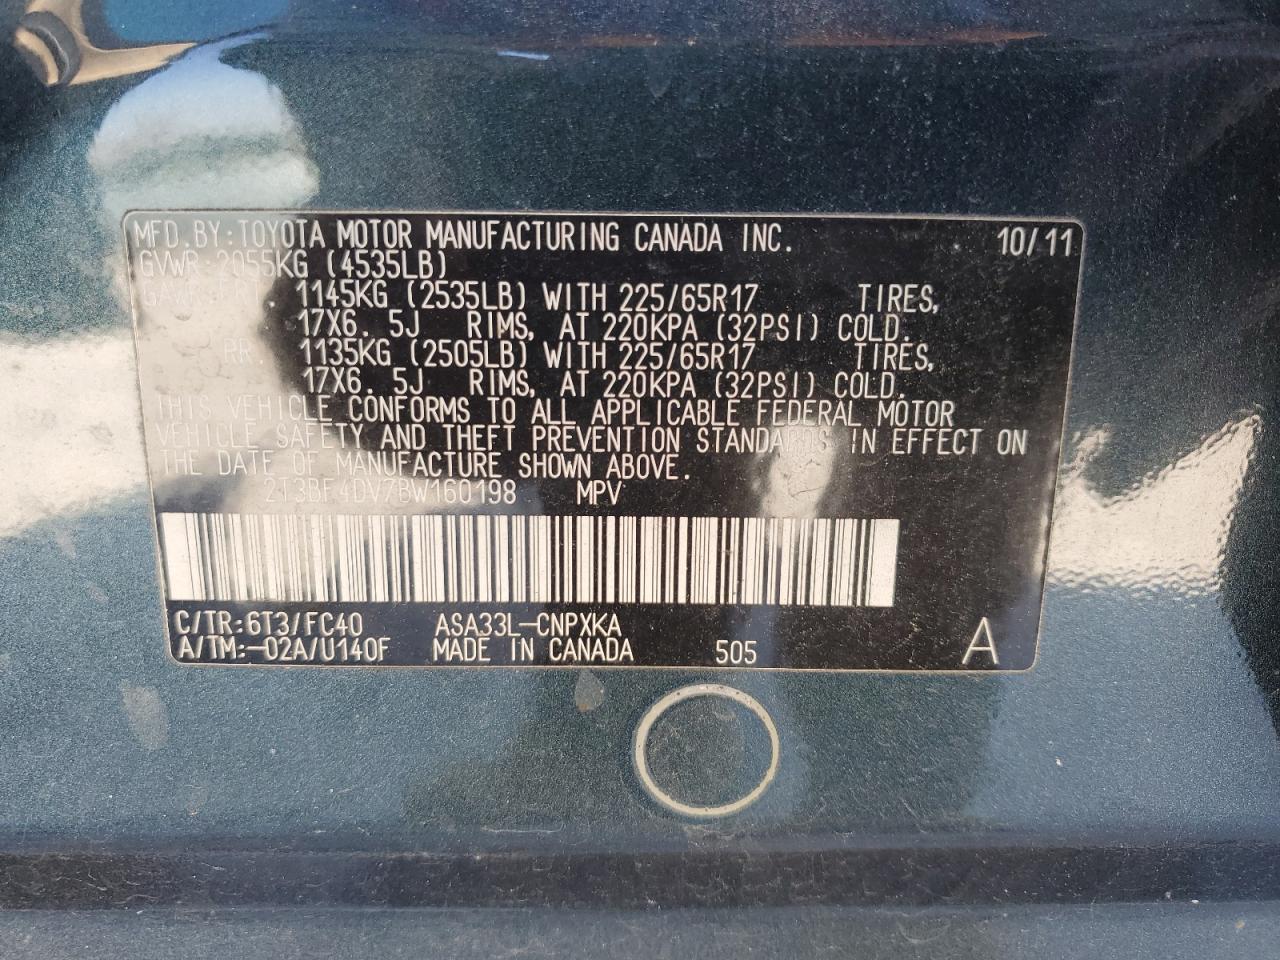 MFD. BY: TOYOTA MOTOR MANUFACTURING CANADA INC. 10/11
GVWR: 2055KG (4535LB)
GAWR FRT. 1145KG (2535LB) WITH 225/65R17 TIRES,
17X6. 5J RIMS, AT 220KPA (32PSI) COLD.
RR. 1135KG (2505LB) WITH 225/65R17 TIRES,
17X6. 5J RIMS, AT 220KPA (32PSI) COLD.
THIS VEHICLE CONFORMS TO ALL APPLICABLE FEDERAL MOTOR
VEHICLE SAFETY AND THEFT PREVENTION STANDARDS IN EFFECT ON
THE DATE OF MANUFACTURE SHOWN ABOVE.
2T3BF4DV7BW160198 MPV
C/TR:6T3/FC40 ASA33L-CNPXKA
A/TM:-02A/U140F MADE IN CANADA 505 A